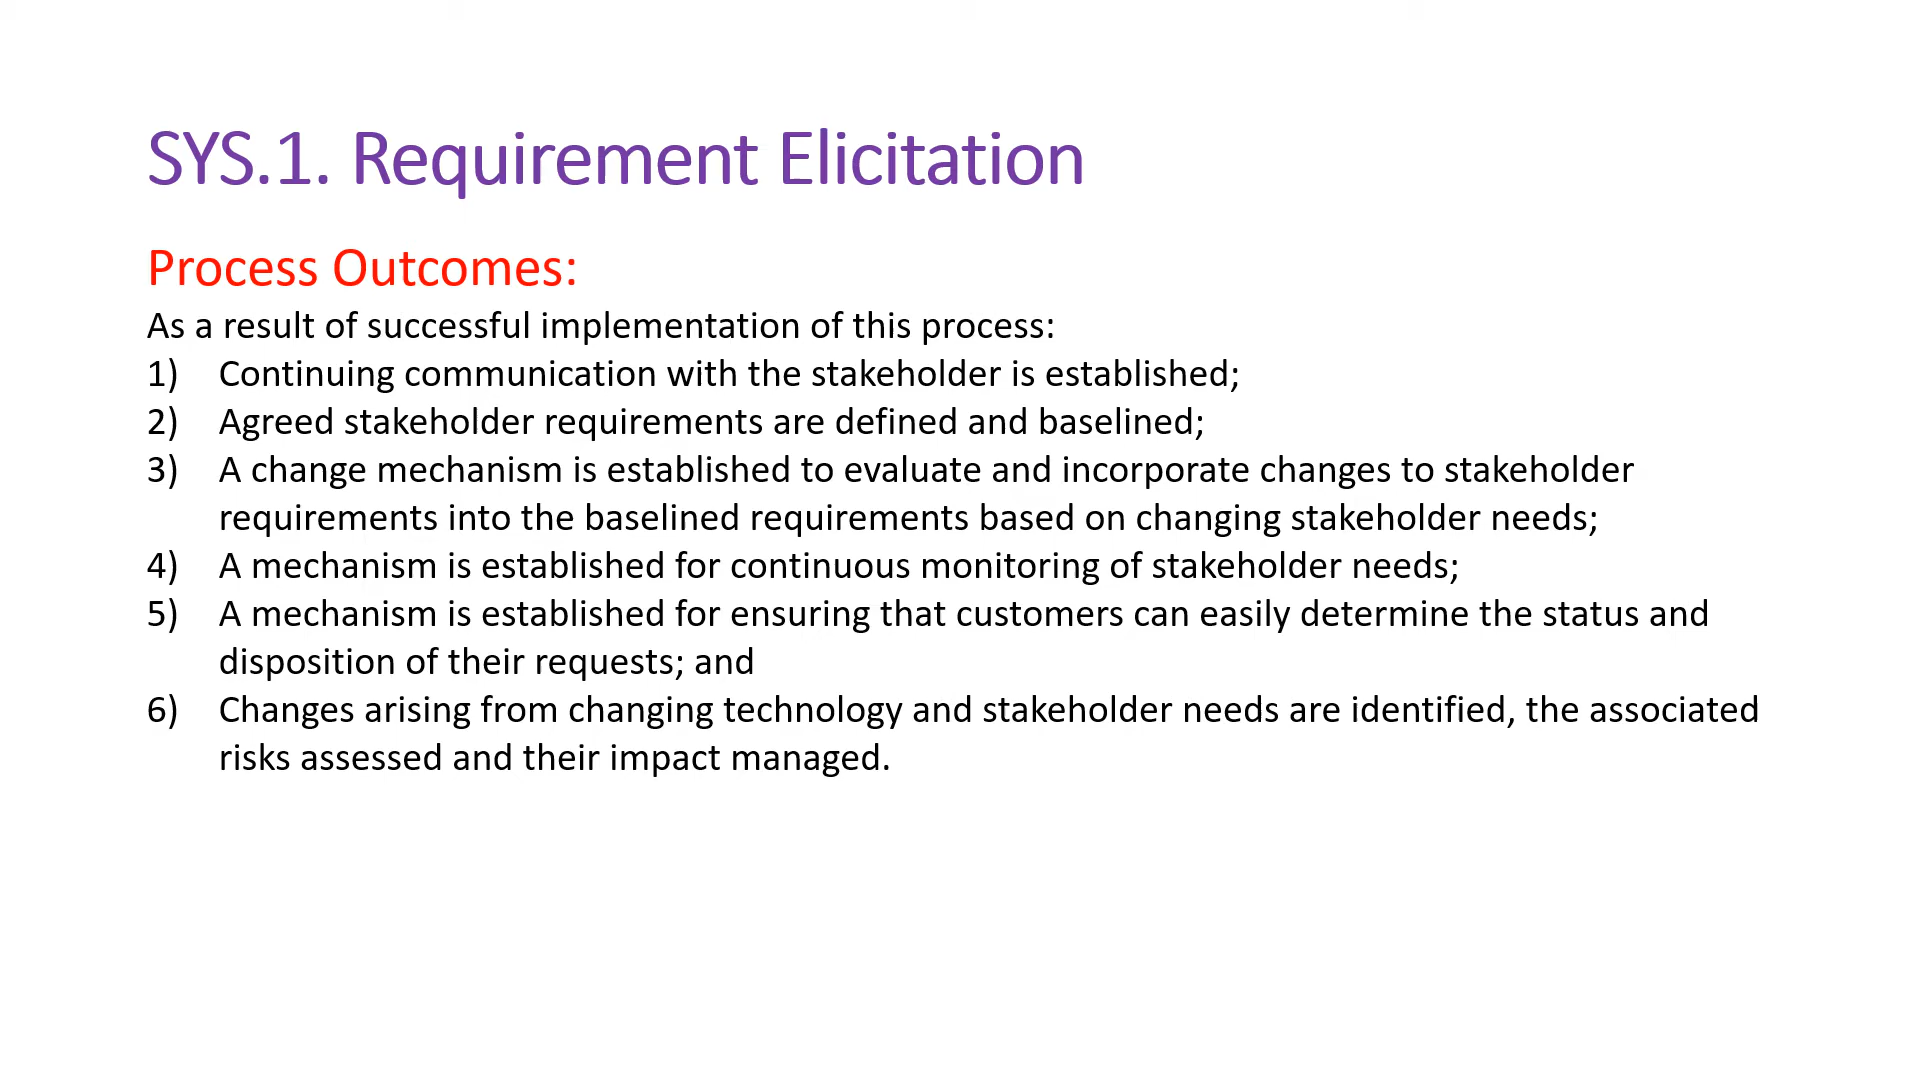 SYS.1. Requirement Elicitation
Process Outcomes:
As a result of successful implementation of this process:
1) Continuing communication with the stakeholder is established;
2) Agreed stakeholder requirements are defined and baselined;
3) A change mechanism is established to evaluate and incorporate changes to stakeholder
requirements into the baselined requirements based on changing stakeholder needs;
4) A mechanism is established for continuous monitoring of stakeholder needs;
5) A mechanism is established for ensuring that customers can easily determine the status and
disposition of their requests; and
6) Changes arising from changing technology and stakeholder needs are identified, the associated
risks assessed and their impact managed.